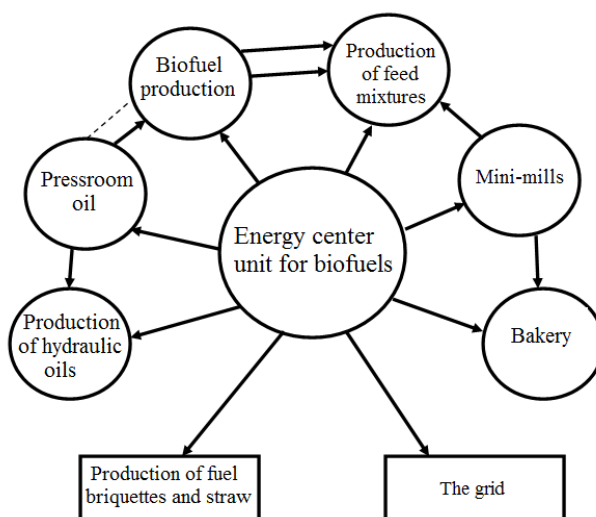 Biofuel
production
Production
of feed
mixtures
Pressroom
oil
Mini-mills
Energy center
unit for biofuels
Production
of hydraulic
oils
Bakery
Production of fuel
briquettes and straw
The grid